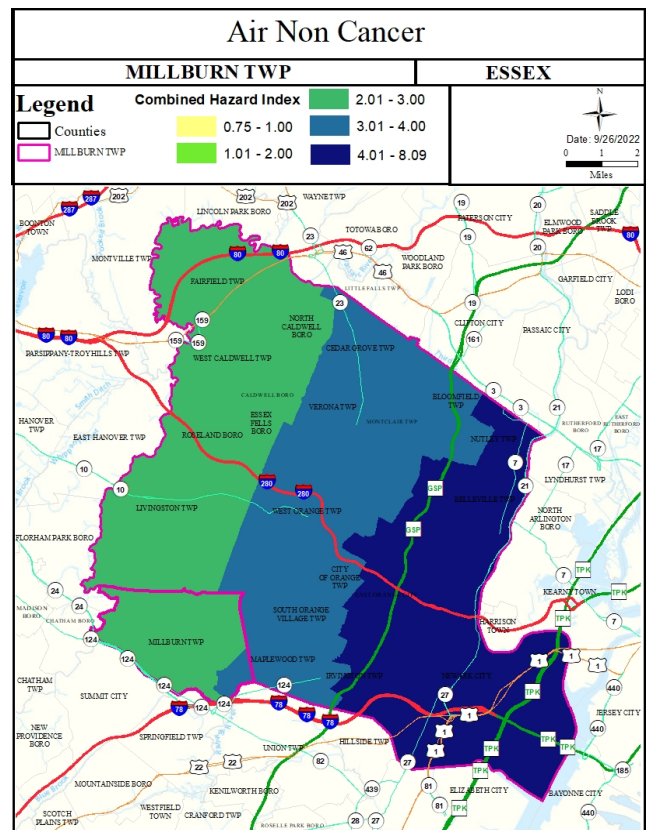 Air Non Cancer
MILLBURN TWP
ESSEX
Legend
Counties
MILLBURN TWP
Combined Hazard Index
0.75 - 1.00
1.01 - 2.00
2.01 - 3.00
3.01 - 4.00
4.01 - 8.09
N
Date: 9/26/2022
0 1 2
Miles
287
287
202
LINCOLN PARK BORO
202
202
WAYNE TWP
BOONTON
TOWN
MONTVILLE TWP
23
TOTOWA BORO
62
19
PATERSON CITY
19
20
20
ELMWOOD
PARK BORO
SADDLE
BROOK
TWP
80
80
80
46
46
WOODLAND
PARK BORO
FAIRFIELD TWP
LITTLE FALLS TWP
GARFIELD CITY
LODI
BORO
23
19
CLIFTON CITY
161
PASSAIC CITY
159
159
159
NORTH
CALDWELL
BORO
CEDAR GROVE TWP
80
80
PARSIPPANY-TROY HILLS TWP
WEST CALDWELL TWP
CALDWELL BORO
ESSEX
FELLS
BORO
VERONA TWP
MONTCLAIR TWP
BLOOMFIELD
TWP
3
3
21
RUTHERFORD
BORO
EAST
RUTHERFORD
BORO
HANOVER
TWP
EAST HANOVER TWP
ROSELAND BORO
NUTLEY TWP
17
17
10
10
LIVINGSTON TWP
280
280
WEST ORANGE TWP
GSP
GSP
7
21
BELLEVILLE TWP
LYNDHURST TWP
NORTH
ARLINGTON
BORO
FLORHAM PARK BORO
CITY
OF ORANGE
TWP
TPK
7
KEARNY TOWN
TPK
TPK
7
24
24
MADISON
BORO
CHATHAM BORO
124
SOUTH ORANGE
VILLAGE TWP
HARRISON
TOWN
MILLBURN TWP
MAPLEWOOD TWP
124
124
124
124
124
IRVINGTON TWP
NEWARK CITY
27
1
1
1
1
1
1
TPK
TPK
TPK
TPK
TPK
440
440
440
JERSEY CITY
CHATHAM
TWP
SUMMIT CITY
NEW
PROVIDENCE
BORO
78
78
78
78
SPRINGFIELD TWP
UNION TWP
HILLSIDE TWP
22
22
82
27
185
MOUNTAINSIDE BORO
KENILWORTH BORO
439
81
81
ELIZABETH CITY
BAYONNE CITY
SCOTCH
PLAINS TWP
WESTFIELD
TOWN
CRANFORD TWP
ROSELLE PARK BORO
28
27
TPK